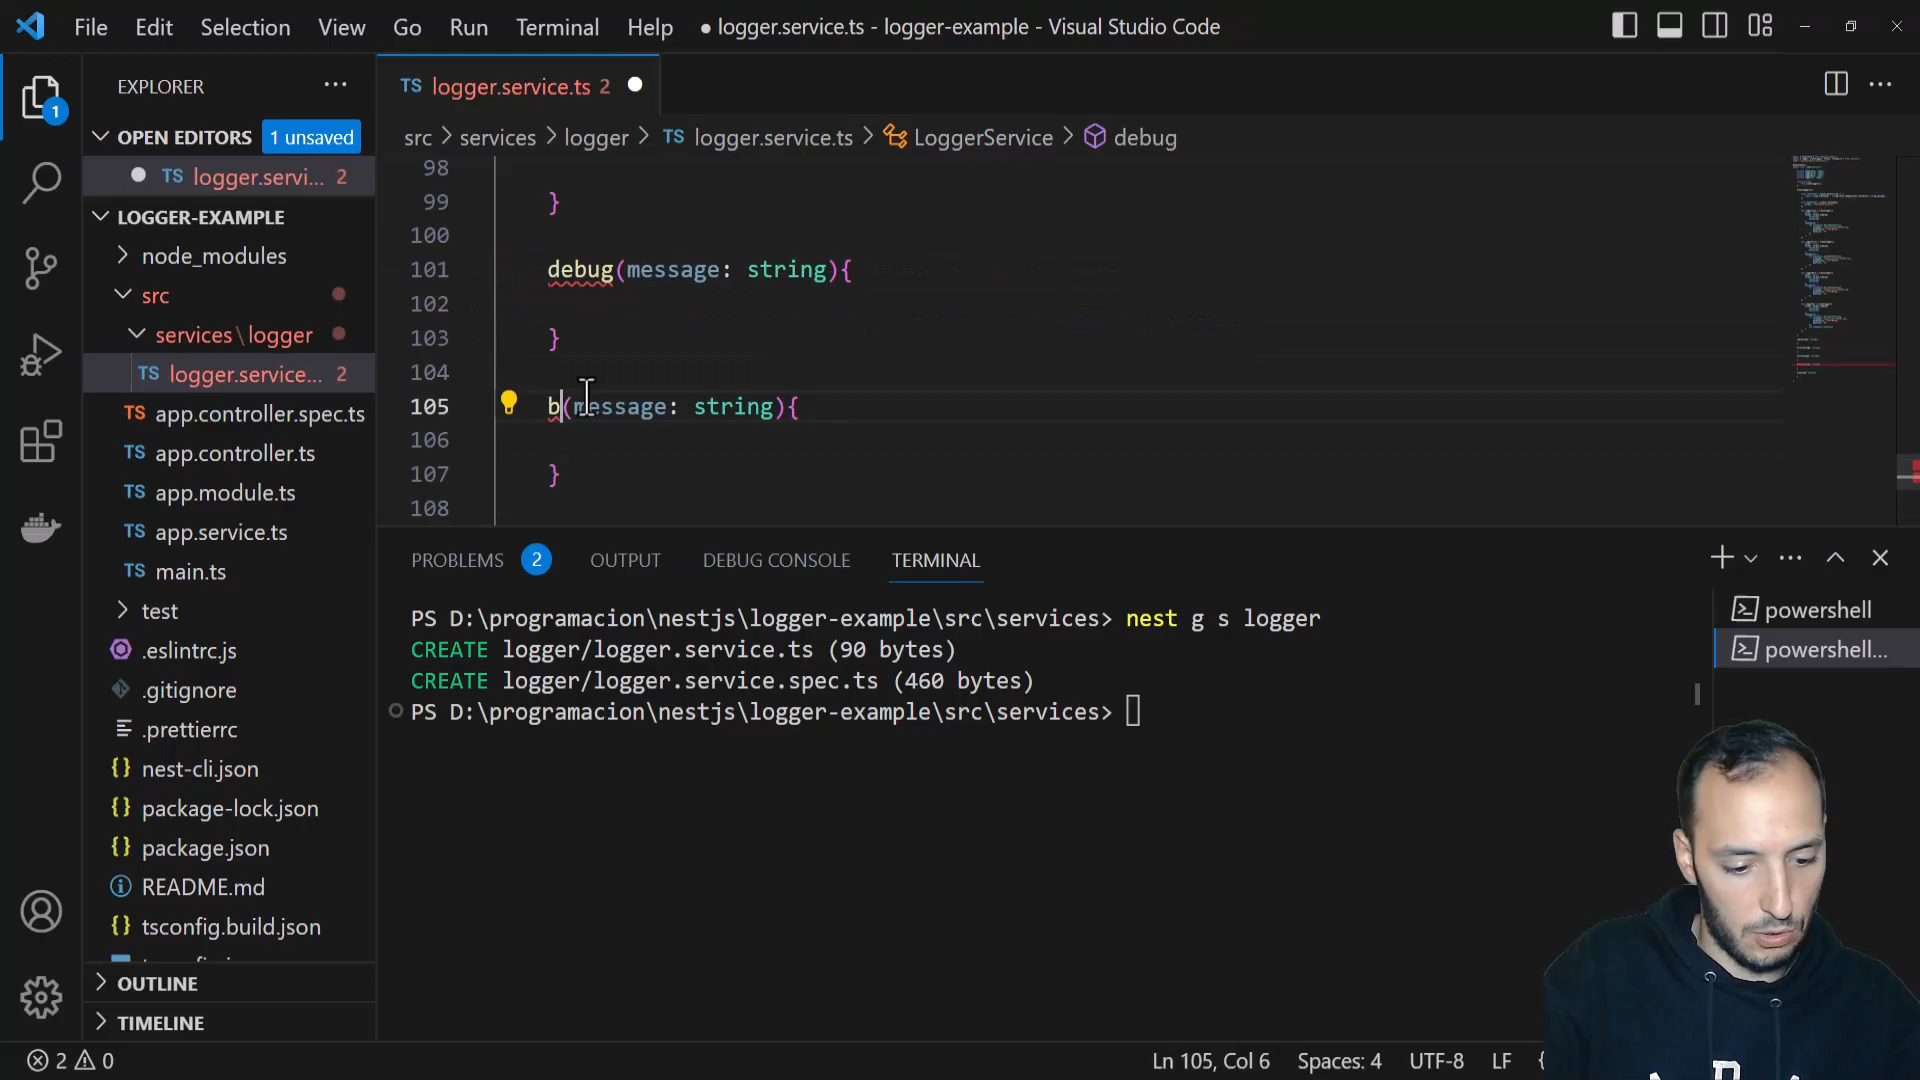 File Edit Selection View Go Run Terminal Help
● logger.service.ts - logger-example - Visual Studio Code
EXPLORER
OPEN EDITORS 1 unsaved
TS logger.servi... 2
LOGGER-EXAMPLE
node_modules
src
services\logger
TS logger.service... 2
TS app.controller.spec.ts
TS app.controller.ts
TS app.module.ts
TS app.service.ts
TS main.ts
test
.eslintrc.js
.gitignore
.prettierrc
{} nest-cli.json
{} package-lock.json
{} package.json
README.md
tsconfig.build.json
OUTLINE
TIMELINE
1
TS logger.service.ts 2
src > services > logger > TS logger.service.ts > LoggerService > debug
98
99 }
100
101 debug(message: string){
102
103 }
104
105 b(message: string){
106
107 }
108
PROBLEMS 2 OUTPUT DEBUG CONSOLE TERMINAL
PS D:\programacion\nestjs\logger-example\src\services> nest g s logger
CREATE logger/logger.service.ts (90 bytes)
CREATE logger/logger.service.spec.ts (460 bytes)
PS D:\programacion\nestjs\logger-example\src\services>
powershell
powershell...
2 0
Ln 105, Col 6 Spaces: 4 UTF-8 LF {